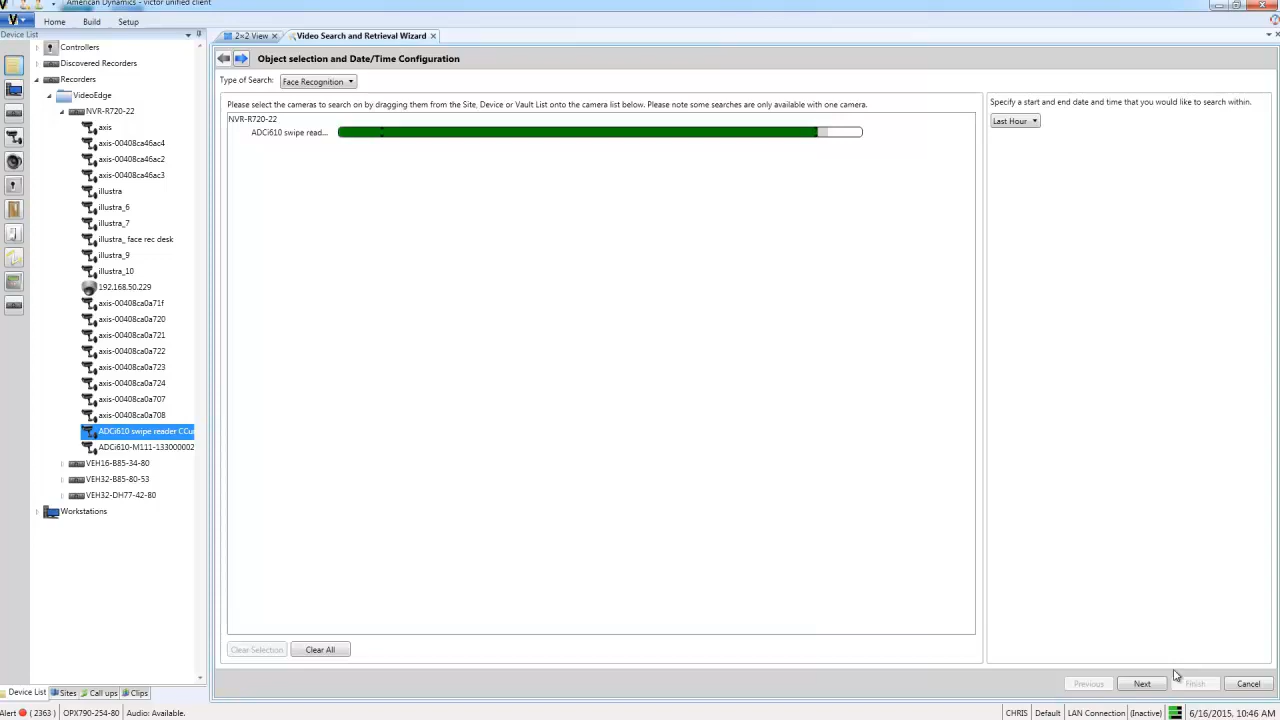 American Dynamics - victor unified client
Home Build Setup
Device List
2×2 View
Video Search and Retrieval Wizard
Controllers
Discovered Recorders
Recorders
VideoEdge
NVR-R720-22
axis
axis-00408ca46ac4
axis-00408ca46ac2
axis-00408ca46ac3
illustra
illustra_6
illustra_7
illustra_ face rec desk
illustra_9
illustra_10
192.168.50.229
axis-00408ca0a71f
axis-00408ca0a720
axis-00408ca0a721
axis-00408ca0a722
axis-00408ca0a723
axis-00408ca0a724
axis-00408ca0a707
axis-00408ca0a708
ADCi610 swipe reader CCu
ADCi610-M111-133000002
VEH16-B85-34-80
VEH32-B85-80-53
VEH32-DH77-42-80
Workstations
Object selection and Date/Time Configuration
Type of Search: Face Recognition
Please select the cameras to search on by dragging them from the Site, Device or Vault List onto the camera list below. Please note some searches are only available with one camera.
NVR-R720-22
ADCi610 swipe read...
Specify a start and end date and time that you would like to search within.
Last Hour
Clear Selection Clear All
Previous Next Finish Cancel
Device List Sites Call ups Clips
Alert (2363) OPX790-254-80 Audio: Available.
CHRIS Default LAN Connection [Inactive] 6/16/2015, 10:46 AM